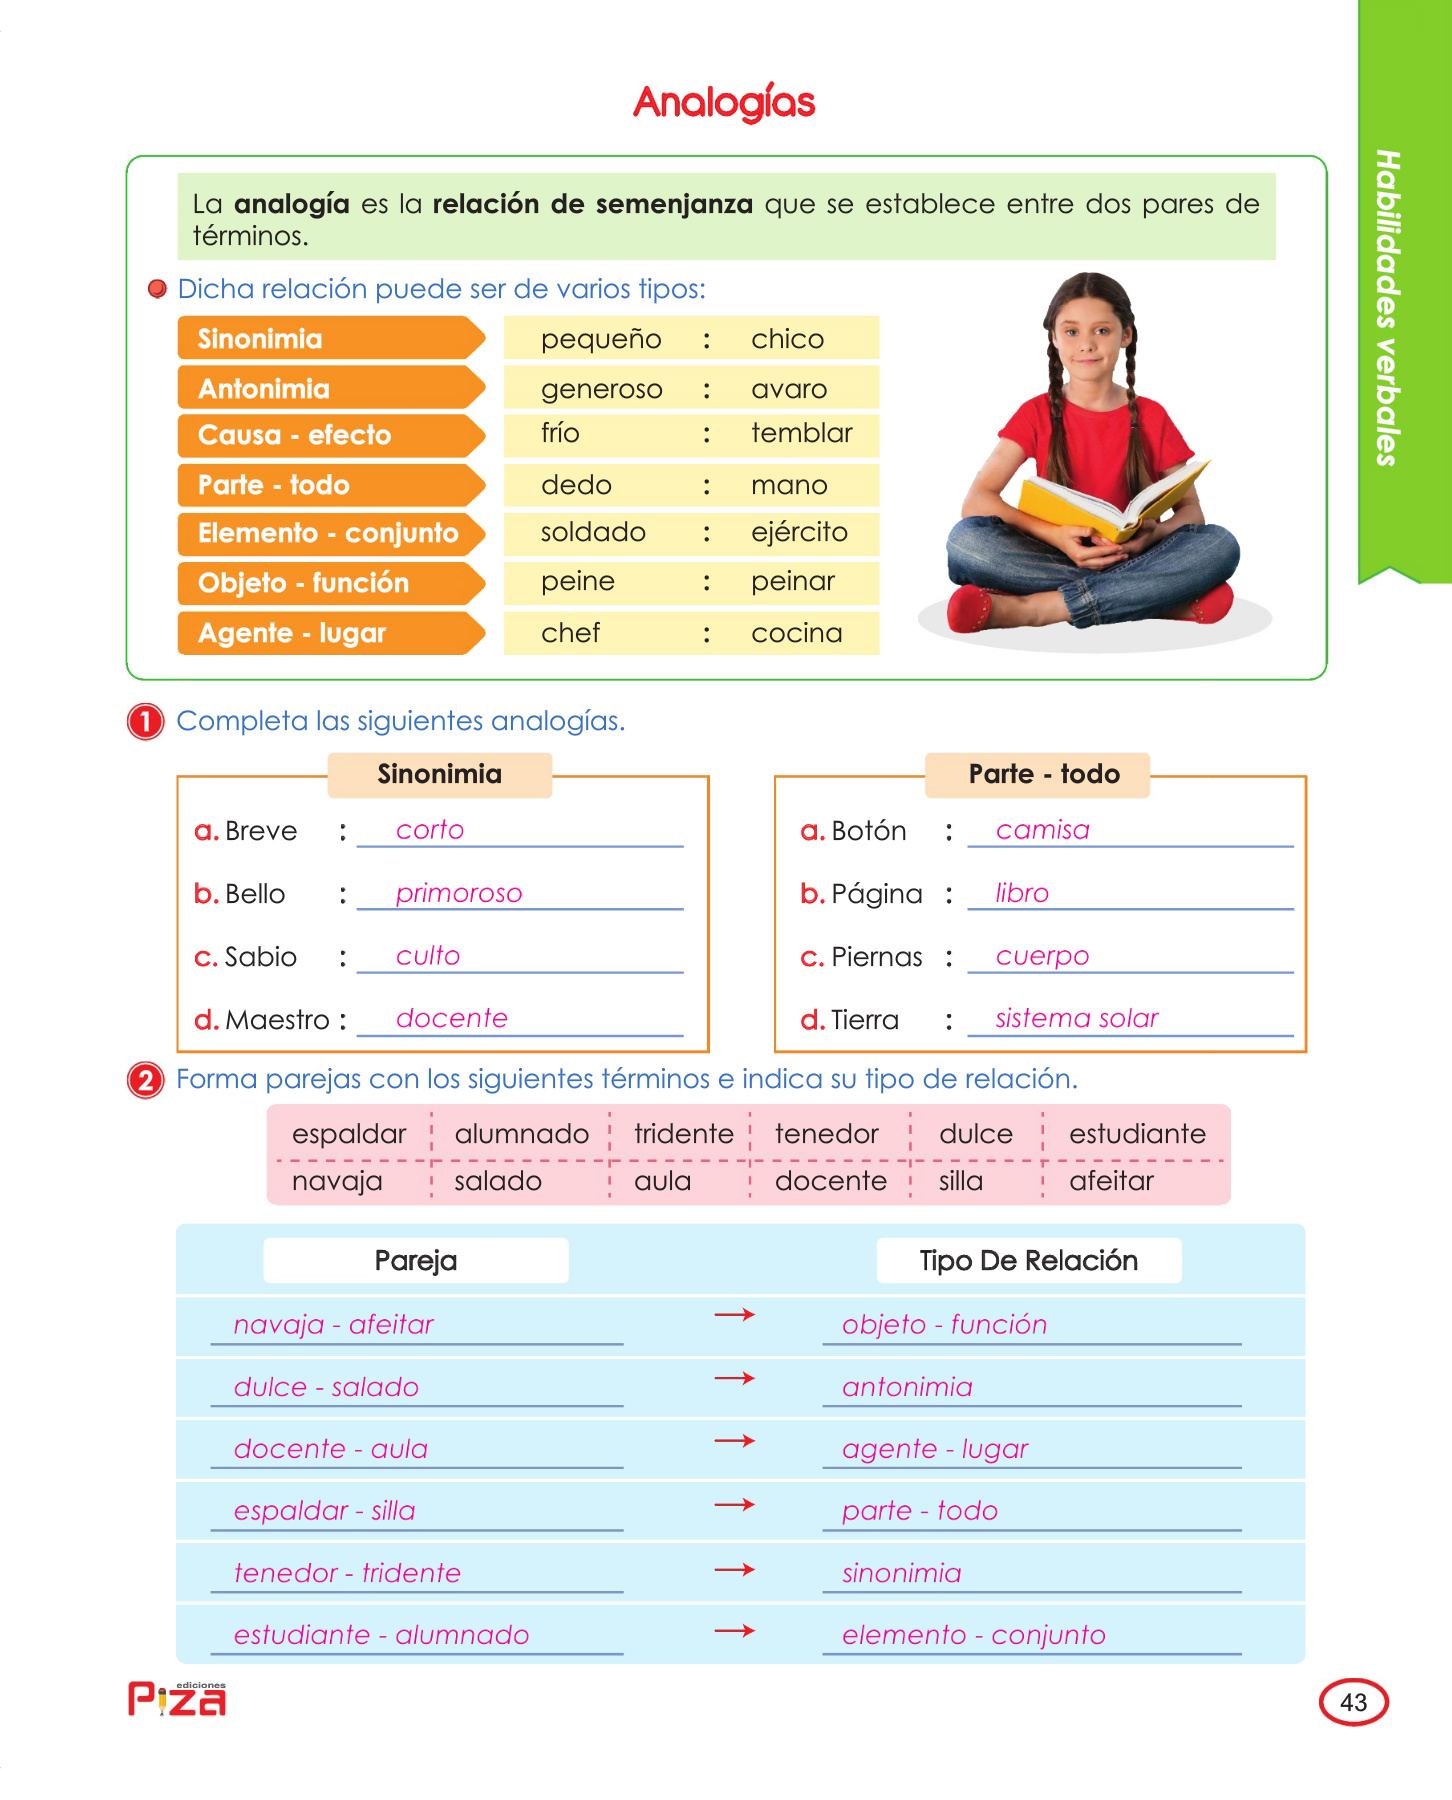 Analogías
Habilidades verbales
La analogía es la relación de semenjanza que se establece entre dos pares de
términos.
Dicha relación puede ser de varios tipos:
Sinonimia pequeño : chico
Antonimia generoso : avaro
Causa - efecto frío : temblar
Parte - todo dedo : mano
Elemento - conjunto soldado : ejército
Objeto - función peine : peinar
Agente - lugar chef : cocina
1 Completa las siguientes analogías.
Sinonimia
a. Breve : corto
b. Bello : primoroso
c. Sabio : culto
d. Maestro : docente
Parte - todo
a. Botón : camisa
b. Página : libro
c. Piernas : cuerpo
d. Tierra : sistema solar
2 Forma parejas con los siguientes términos e indica su tipo de relación.
espaldar alumnado tridente tenedor dulce estudiante
navaja salado aula docente silla afeitar
Pareja Tipo De Relación
navaja - afeitar → objeto - función
dulce - salado → antonimia
docente - aula → agente - lugar
espaldar - silla → parte - todo
tenedor - tridente → sinonimia
estudiante - alumnado → elemento - conjunto
ediciones
Piza
43